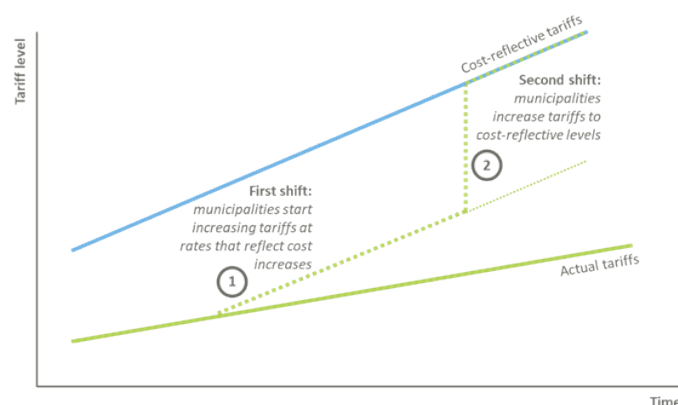 Tariff level
Cost-reflective tariffs
Second shift:
municipalities
increase tariffs to
cost-reflective levels
2
First shift:
municipalities start
increasing tariffs at
rates that reflect cost
increases
1
Actual tariffs
Time